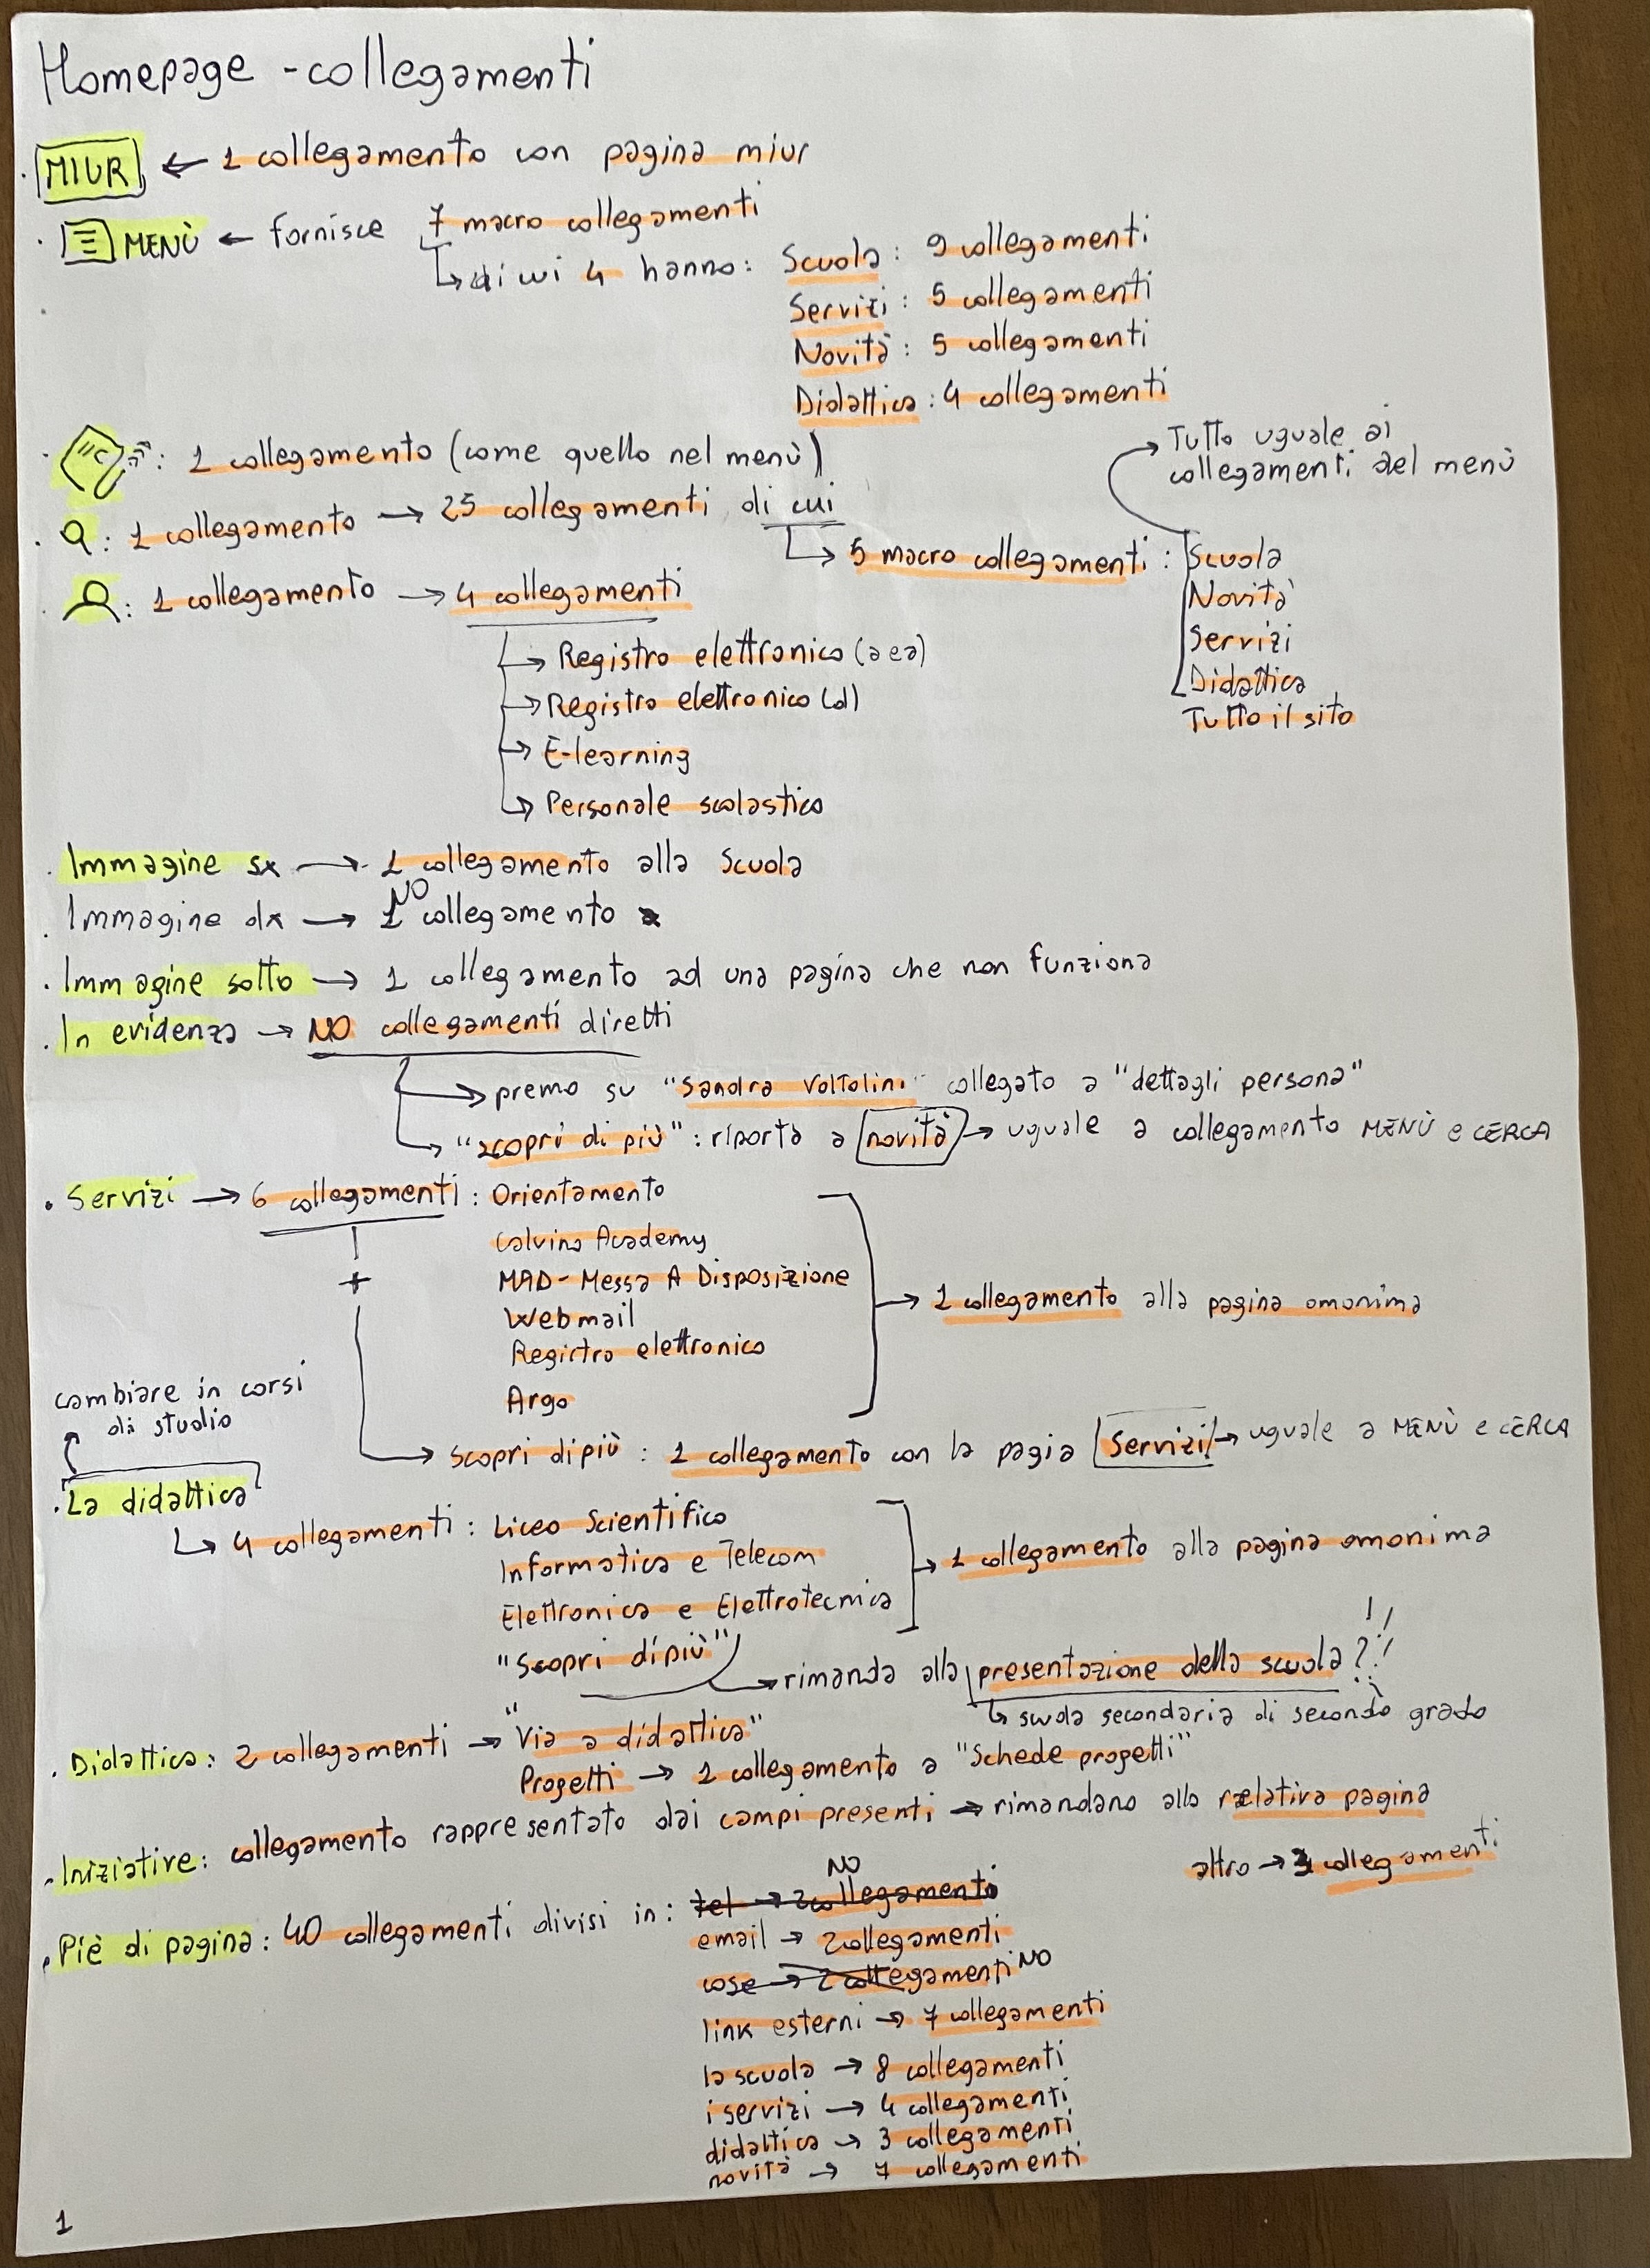 Homepage - collegamenti
. MIUR ← 1 collegamento con pagina miur
. MENÙ ← fornisce 7 macro collegamenti
↳ di cui 4 hanno: Scuola: 9 collegamenti
Servizi: 5 collegamenti
Novità: 5 collegamenti
Didattica: 4 collegamenti
. : 1 collegamento (come quello nel menù)
. : 1 collegamento → 25 collegamenti di cui
↳ 5 macro collegamenti: Scuola
Novità
Servizi
Didattica
Tutto il sito
→ Tutto uguale ai
collegamenti del menù
. : 1 collegamento → 4 collegamenti
→ Registro elettronico (a e a)
→ Registro elettronico (d)
→ E-learning
→ Personale scolastico
. Immagine sx → 1 collegamento alla Scuola
NO
. Immagine dx → 1 collegamento
. Immagine sotto → 1 collegamento ad una pagina che non funziona
. In evidenza → NO collegamenti diretti
→ premo su "Sandra Voltolini" collegato a "dettagli persona"
→ "scopri di più": riporta a novità → uguale a collegamento MENÙ e CERCA
. Servizi → 6 collegamenti: Orientamento
Calvino Academy
+ MAD - Messa A Disposizione → 1 collegamento alla pagina omonima
Webmail
Registro elettronico
Argo
→ scopri di più: 1 collegamento con la pagia Servizi → uguale a MENÙ e CERCA
cambiare in corsi
di studio
. La didattica
↳ 4 collegamenti: Liceo Scientifico
Informatica e Telecom → 1 collegamento alla pagina omonima
Elettronica e Elettrotecnica
"Scopri di più" → rimanda alla presentazione della scuola?!!
↳ scuola secondaria di secondo grado
. Didattica: 2 collegamenti → "Via a didattica"
Progetti → 1 collegamento a "Schede progetti"
. Iniziative: collegamento rappresentato dai campi presenti → rimandano alla relativa pagina
NO
. Piè di pagina: 40 collegamenti divisi in: tel → 2 collegamento
altro → 3 collegamenti
email → 2 collegamenti
cose → 2 collegamenti NO
link esterni → 7 collegamenti
la scuola → 8 collegamenti
i servizi → 4 collegamenti
didattica → 3 collegamenti
novità → 7 collegamenti
1